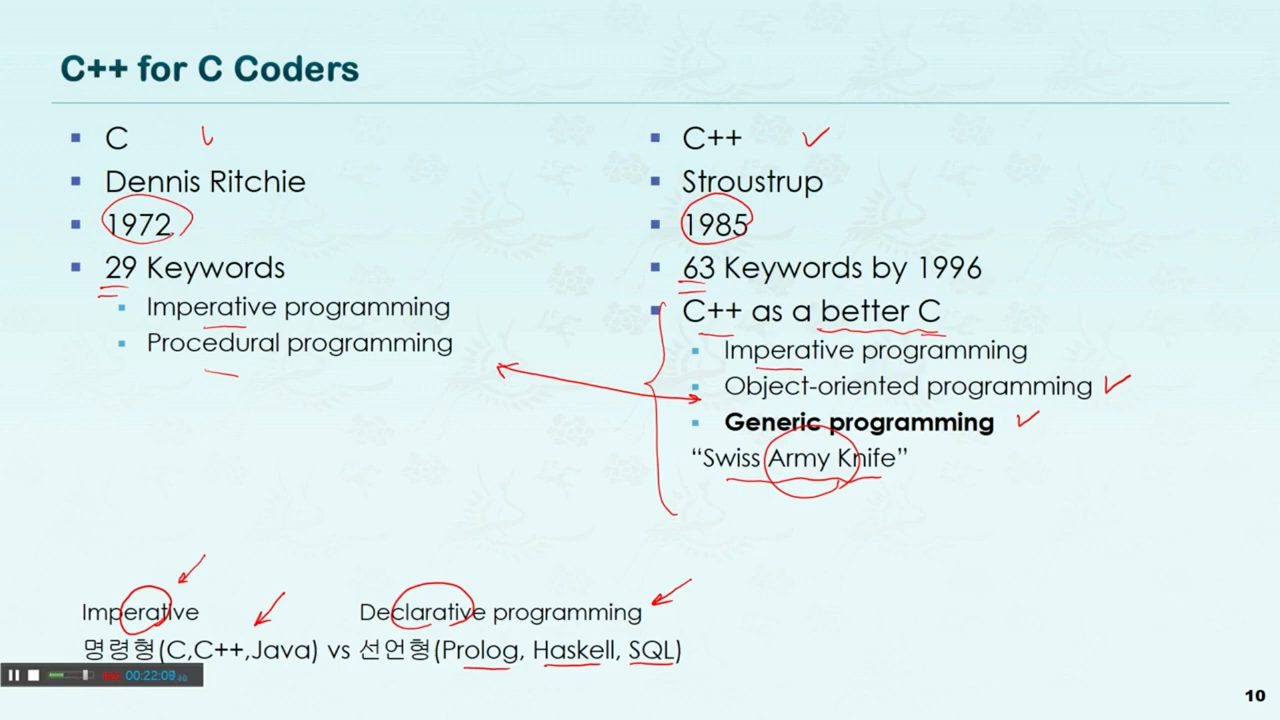 C++ for C Coders
C
Dennis Ritchie
1972
29 Keywords
Imperative programming
Procedural programming
C++
Stroustrup
1985
63 Keywords by 1996
C++ as a better C
Imperative programming
Object-oriented programming
Generic programming
“Swiss Army Knife”
Imperative Declarative programming
명령형(C,C++,Java) vs 선언형(Prolog, Haskell, SQL)
00:22:09
10